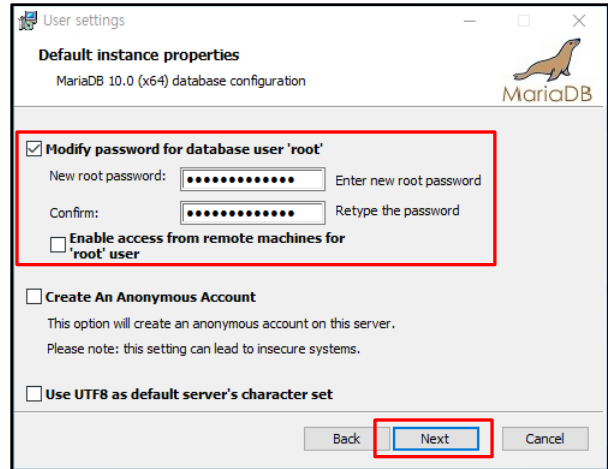 User settings
Default instance properties
MariaDB 10.0 (x64) database configuration
MariaDB
Modify password for database user 'root'
New root password: ●●●●●●●●●●●●● Enter new root password
Confirm: ●●●●●●●●●●●●● Retype the password
Enable access from remote machines for
'root' user
Create An Anonymous Account
This option will create an anonymous account on this server.
Please note: this setting can lead to insecure systems.
Use UTF8 as default server's character set
Back Next Cancel